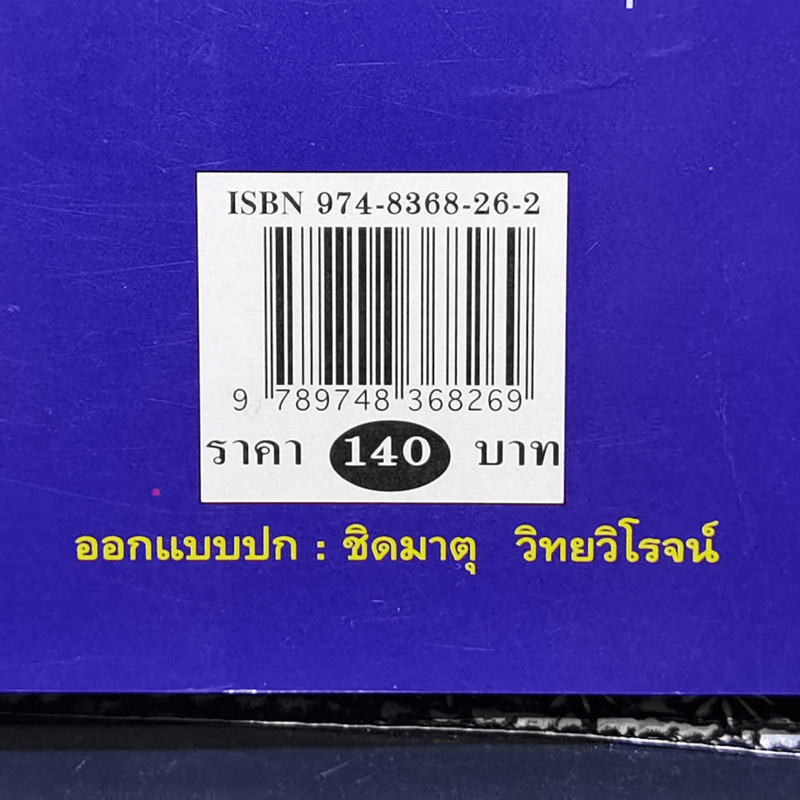 ISBN 974-8368-26-2
9 789748 368269
ราคา 140 บาท
ออกแบบปก : ชิดมาตุ วิทยวิโรจน์